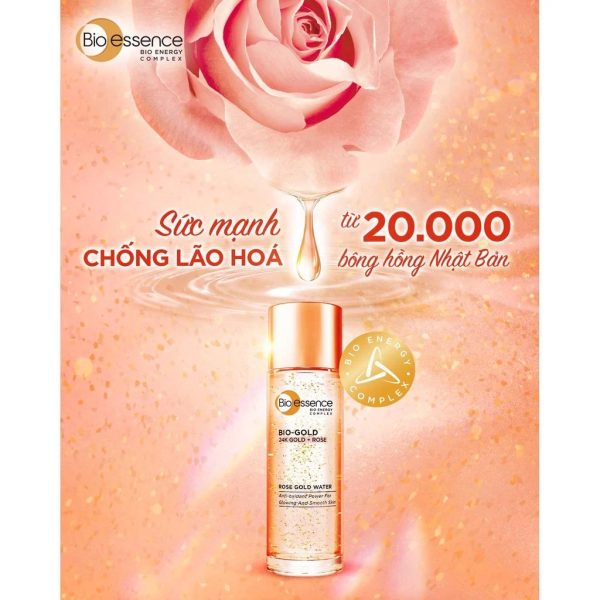 Bio essence
BIO ENERGY
COMPLEX
Sức mạnh
CHỐNG LÃO HOÁ
từ 20.000
bông hồng Nhật Bản
BIO ENERGY
COMPLEX
Bio essence
BIO ENERGY
COMPLEX
BIO-GOLD
24K GOLD + ROSE
ROSE GOLD WATER
Anti-oxidant Power For
Glowing And Smooth Skin